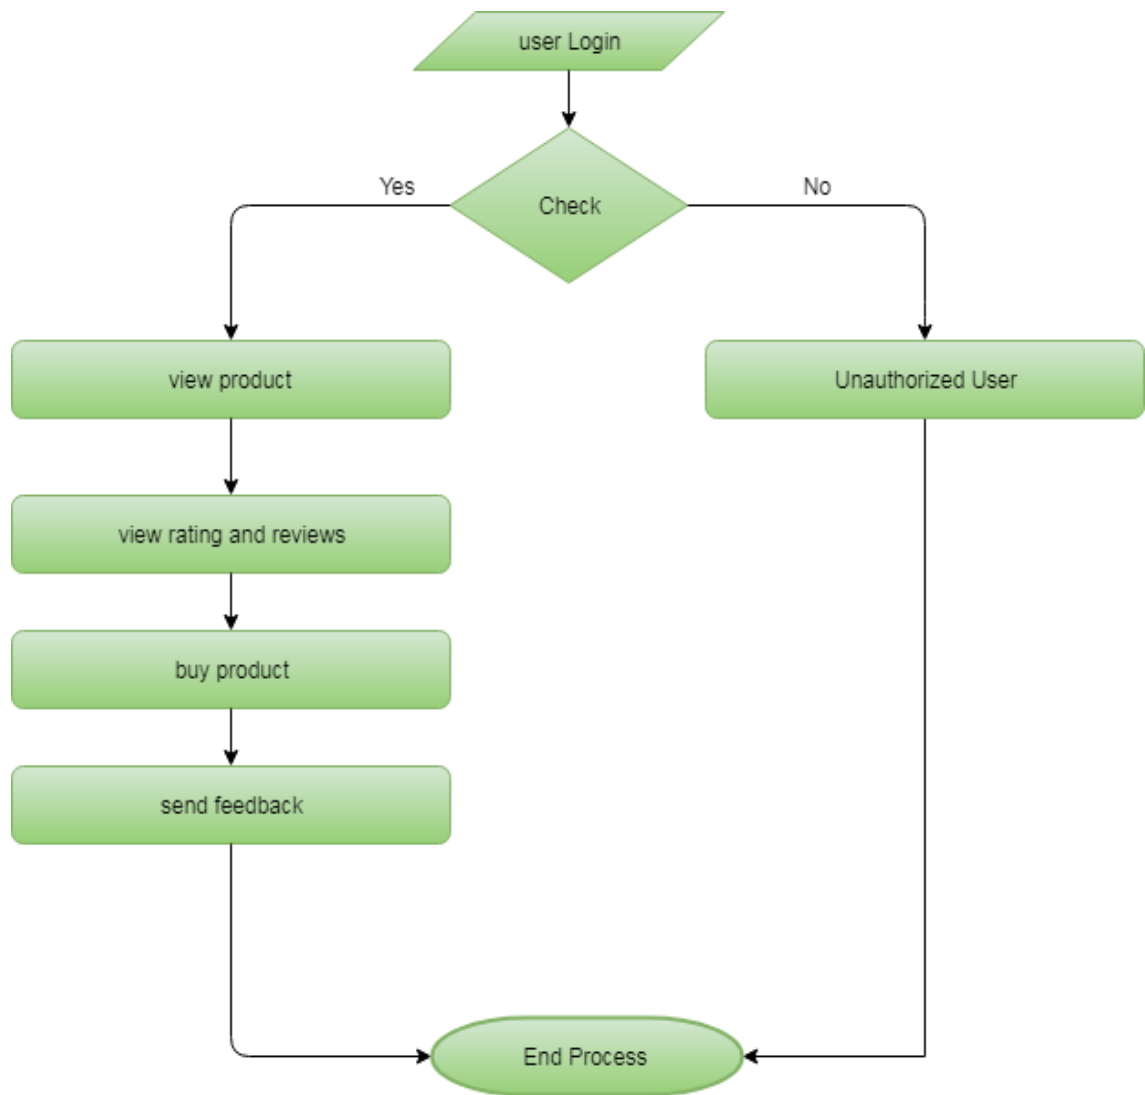 user Login
Check
Yes
No
view product
Unauthorized User
view rating and reviews
buy product
send feedback
End Process